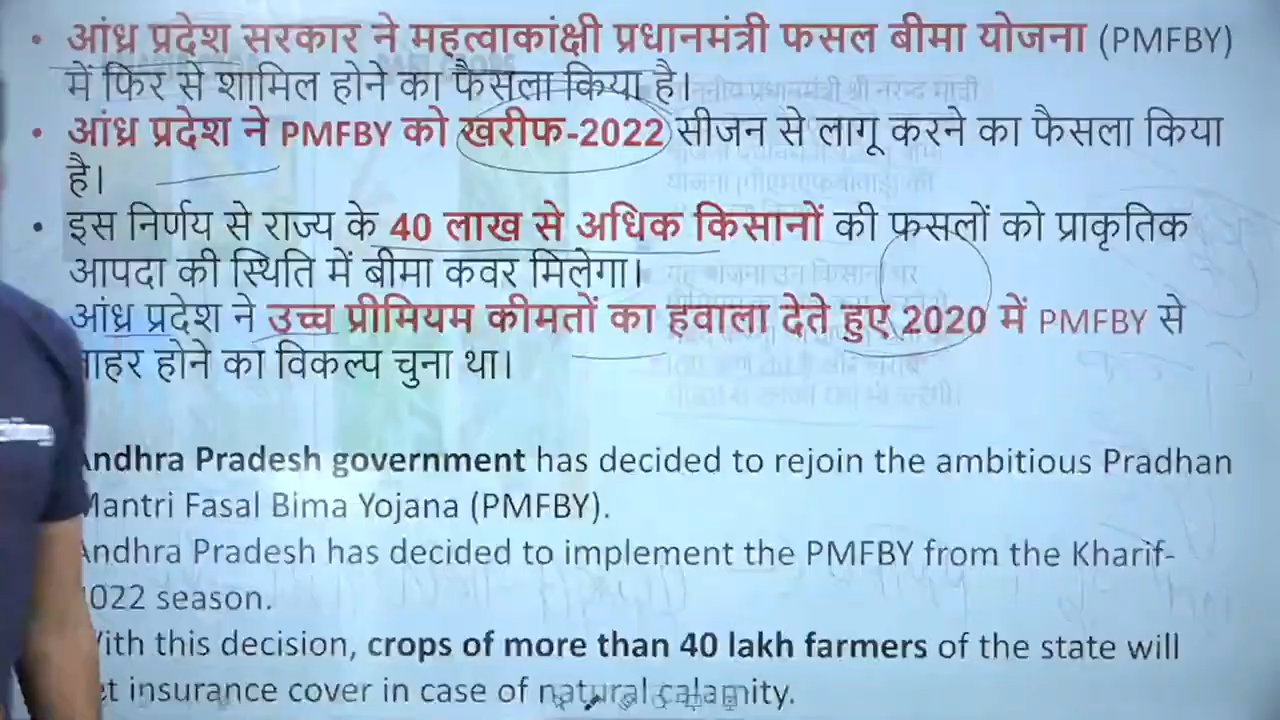 • आंध्र प्रदेश सरकार ने महत्वाकांक्षी प्रधानमंत्री फसल बीमा योजना (PMFBY)
में फिर से शामिल होने का फैसला किया है।
• आंध्र प्रदेश ने PMFBY को खरीफ-2022 सीजन से लागू करने का फैसला किया
है।
• इस निर्णय से राज्य के 40 लाख से अधिक किसानों की फसलों को प्राकृतिक
आपदा की स्थिति में बीमा कवर मिलेगा।
आंध्र प्रदेश ने उच्च प्रीमियम कीमतों का हवाला देते हुए 2020 में PMFBY से
बाहर होने का विकल्प चुना था।
Andhra Pradesh government has decided to rejoin the ambitious Pradhan
Mantri Fasal Bima Yojana (PMFBY).
Andhra Pradesh has decided to implement the PMFBY from the Kharif-
2022 season.
With this decision, crops of more than 40 lakh farmers of the state will
get insurance cover in case of natural calamity.